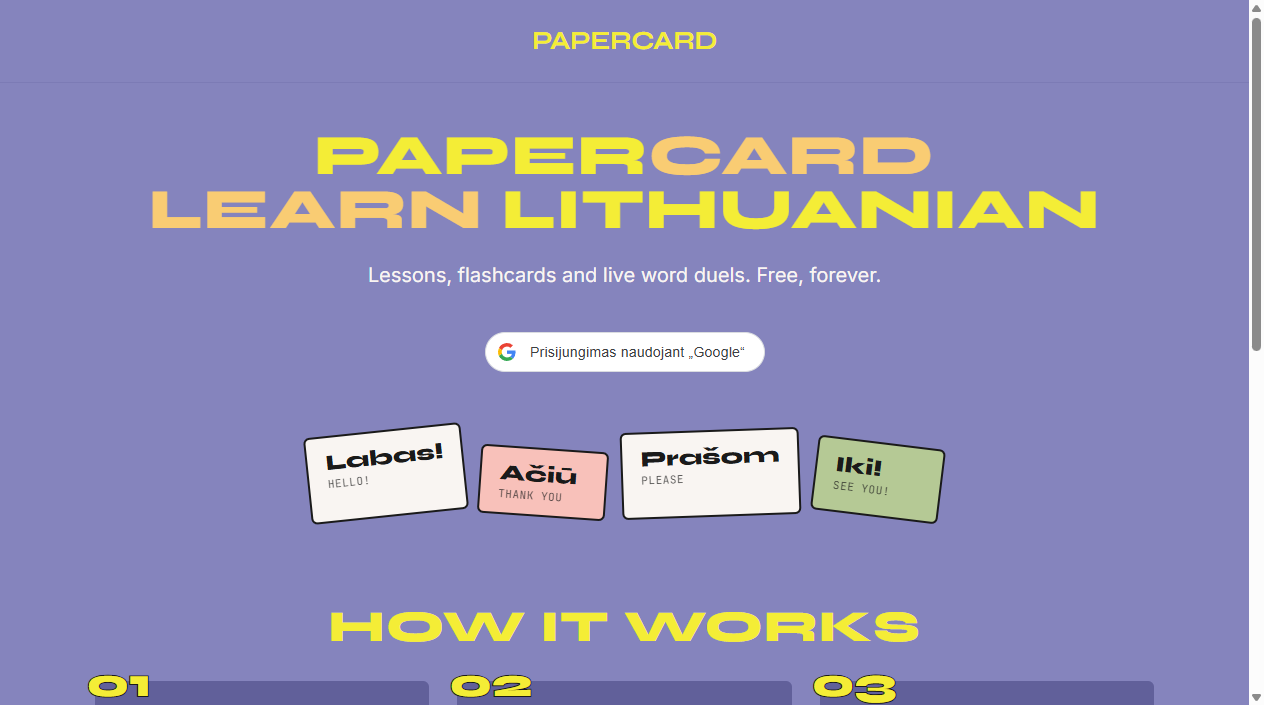 PAPERCARD
PAPERCARD
LEARN LITHUANIAN
Lessons, flashcards and live word duels. Free, forever.
Prisijungimas naudojant „Google“
Labas!
HELLO!
Ačiū
THANK YOU
Prašom
PLEASE
Iki!
SEE YOU!
HOW IT WORKS
01
02
03